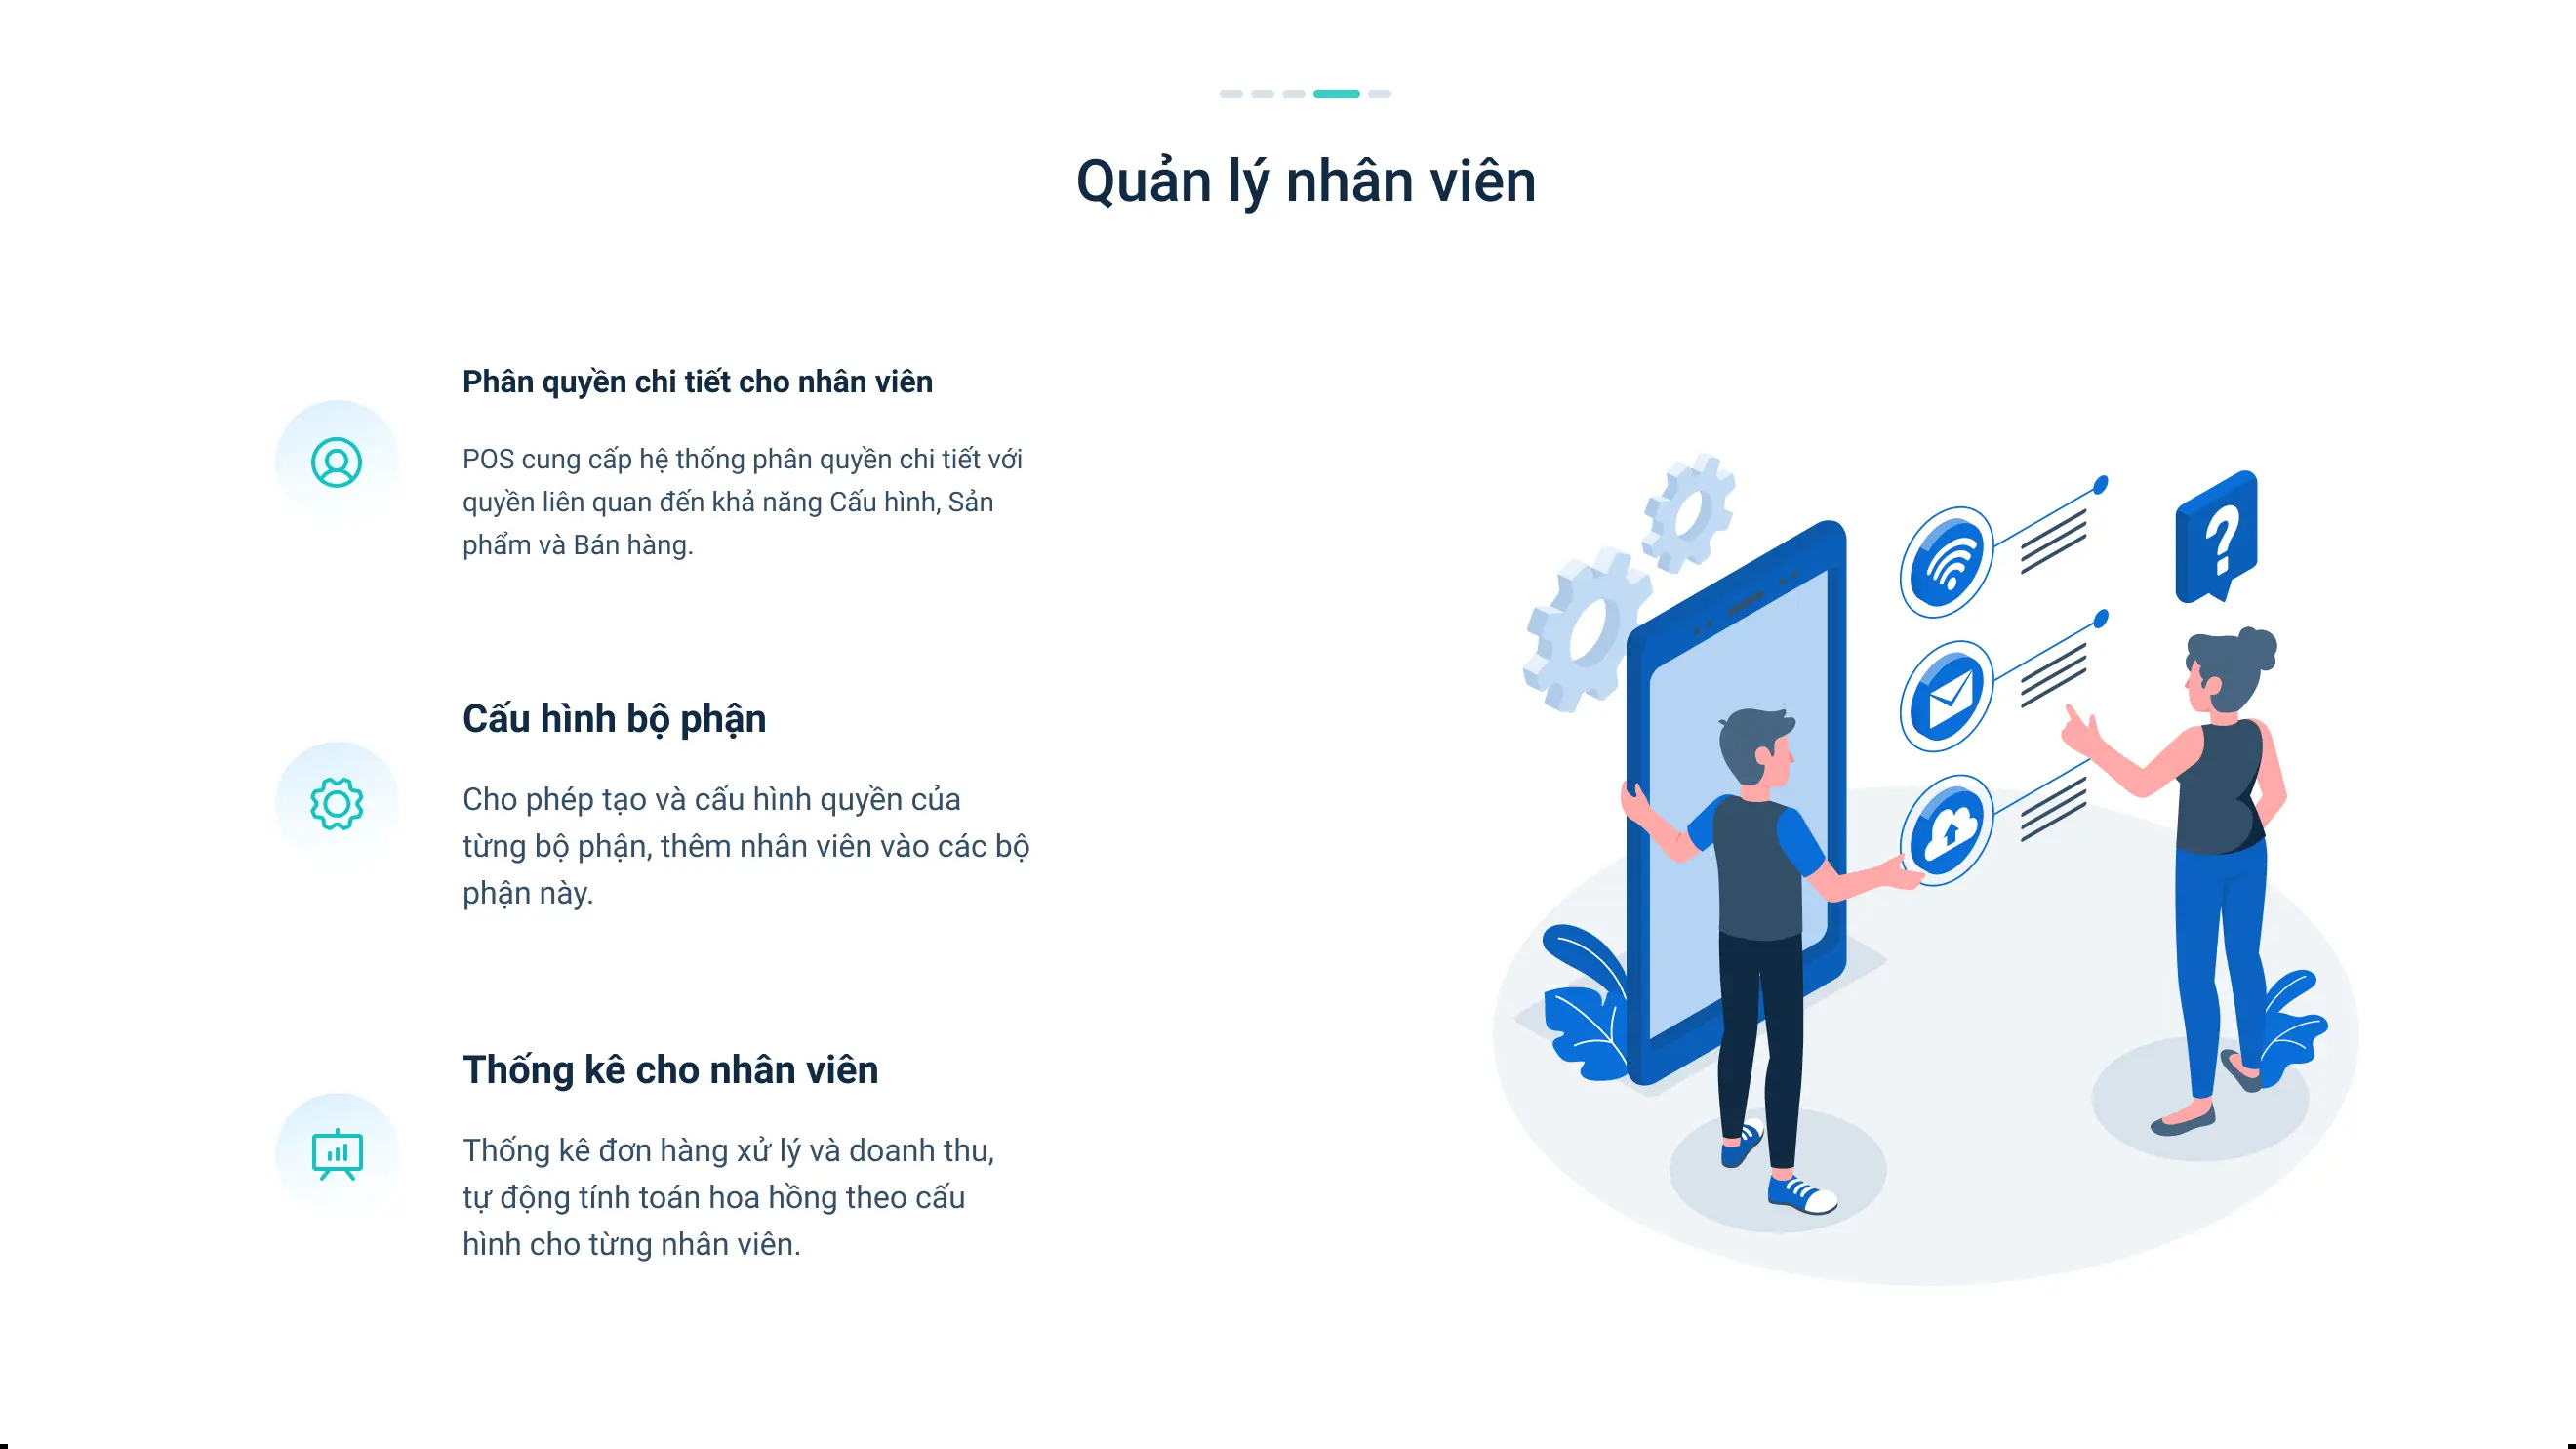 Quản lý nhân viên
Phân quyền chi tiết cho nhân viên
POS cung cấp hệ thống phân quyền chi tiết với
quyền liên quan đến khả năng Cấu hình, Sản
phẩm và Bán hàng.
Cấu hình bộ phận
Cho phép tạo và cấu hình quyền của
từng bộ phận, thêm nhân viên vào các bộ
phận này.
Thống kê cho nhân viên
Thống kê đơn hàng xử lý và doanh thu,
tự động tính toán hoa hồng theo cấu
hình cho từng nhân viên.
?